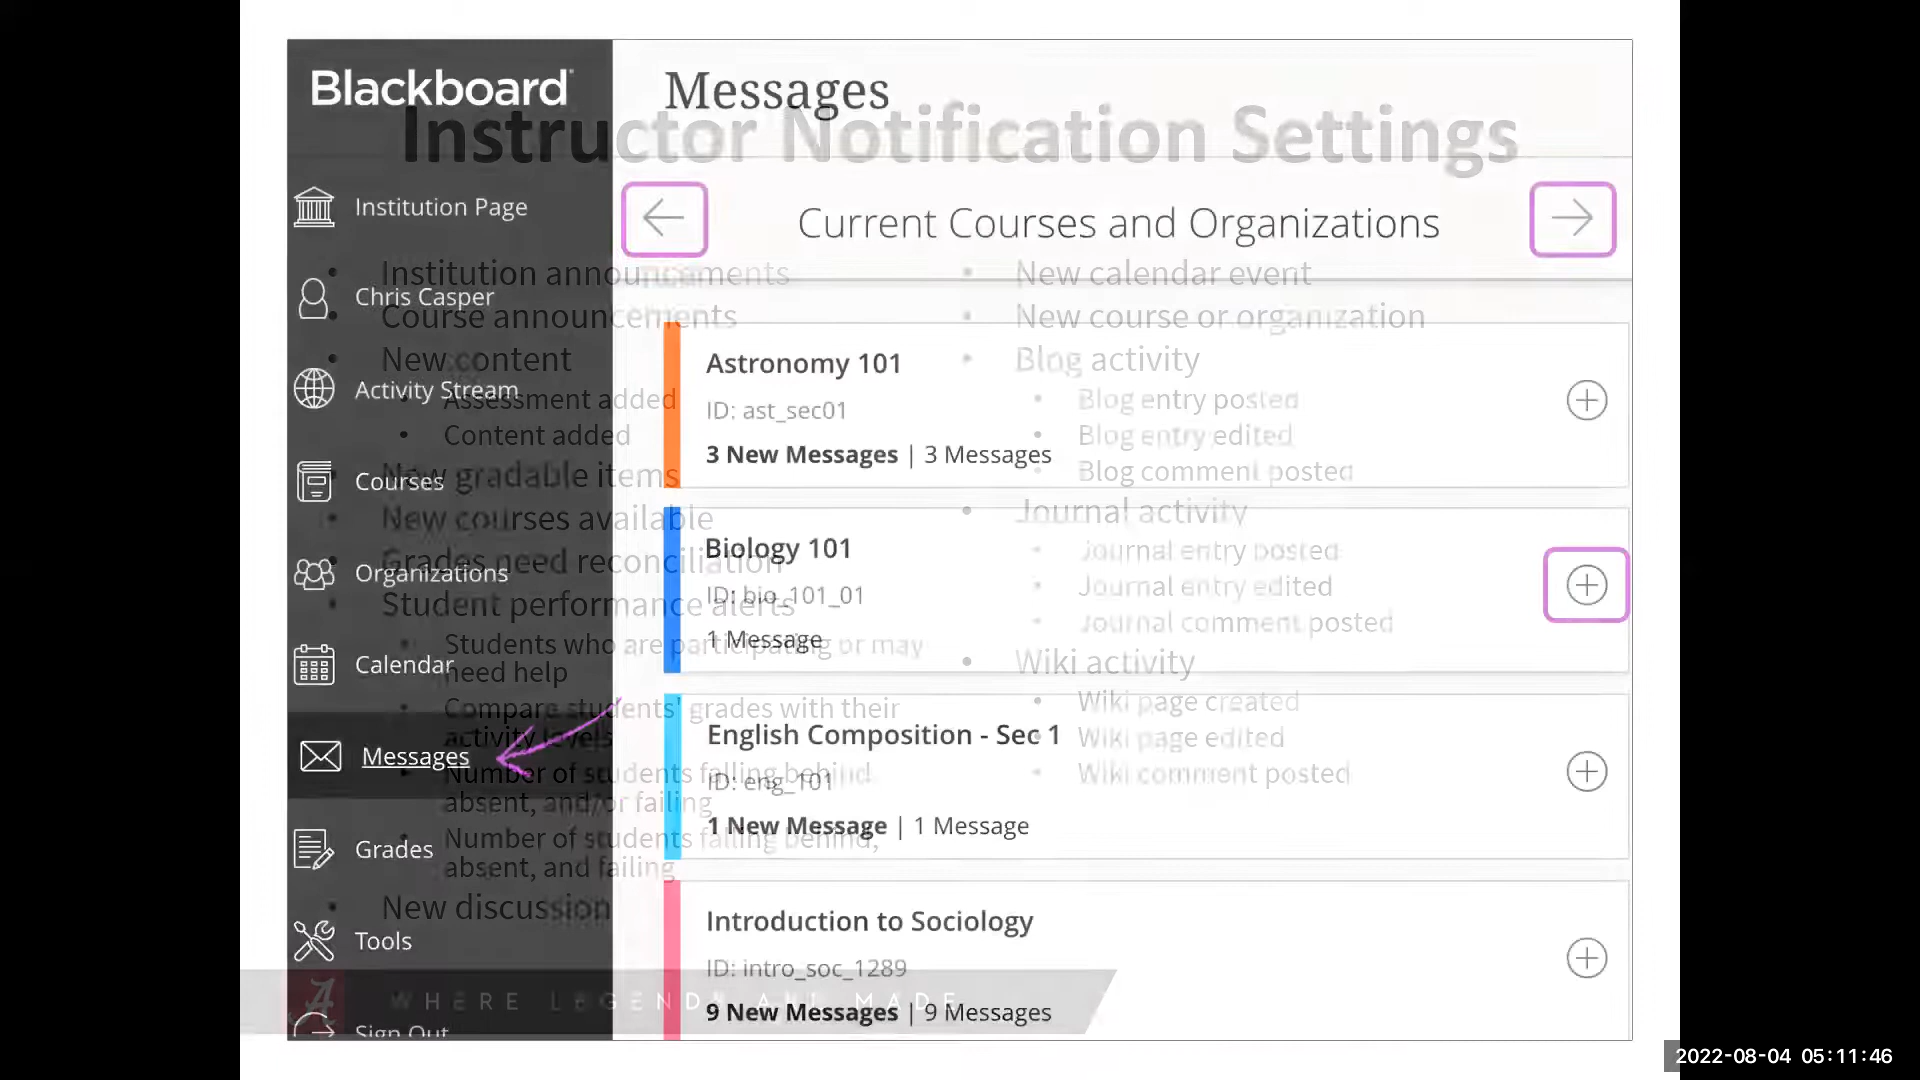 Blackboard
Messages
Instructor Notification Settings
Institution Page
Current Courses and Organizations
Chris Casper
Activity Stream
Courses
Organizations
Calendar
Messages
Grades
Tools
Sign Out
Astronomy 101
ID: ast_sec01
3 New Messages | 3 Messages
Biology 101
ID: bio_101_01
1 Message
English Composition - Sec 1
ID: eng_101
1 New Message | 1 Message
Introduction to Sociology
ID: intro_soc_1289
9 New Messages | 9 Messages
• Institution announcements
• Course announcements
• New content
• Assessment added
• Content added
• New gradable items
• New courses available
• Grades need reconciliation
• Student performance alerts
• Students who are participating or may
need help
• Compare students' grades with their
activity levels
• Number of students falling behind,
absent, and/or failing
• Number of students falling behind,
absent, and failing
• New discussion
• New calendar event
• New course or organization
• Blog activity
• Blog entry posted
• Blog entry edited
• Blog comment posted
• Journal activity
• Journal entry posted
• Journal entry edited
• Journal comment posted
• Wiki activity
• Wiki page created
• Wiki page edited
• Wiki comment posted
A WHERE LEGENDS ARE MADE
2022-08-04 05:11:46